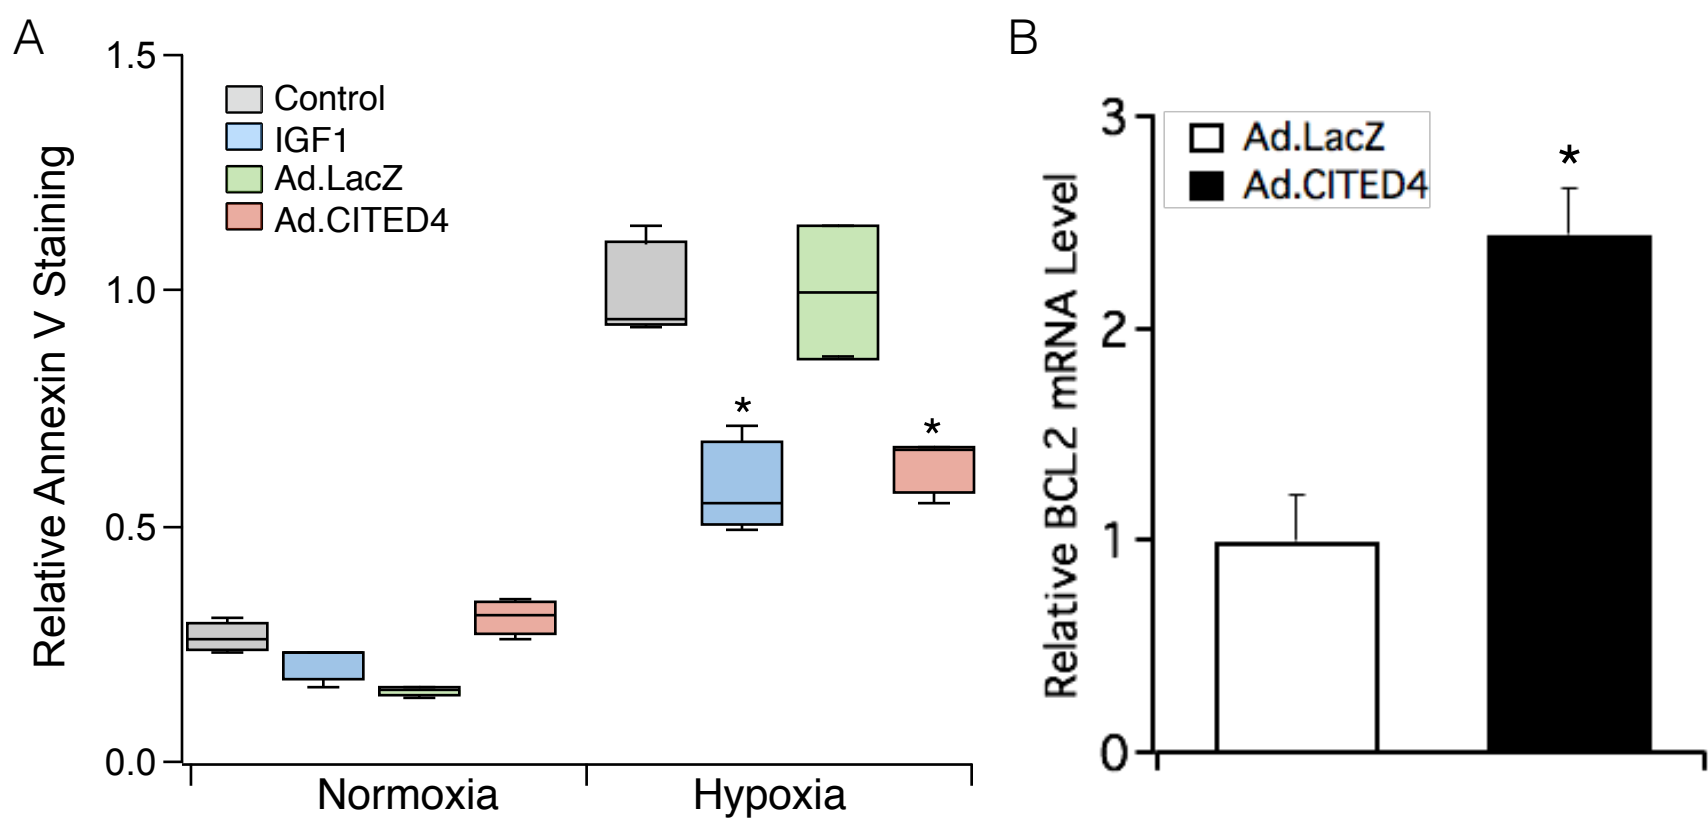 A
1.5
Control
IGF1
Ad.LacZ
Ad.CITED4
Relative Annexin V Staining
1.0
*
*
0.5
0.0
Normoxia
Hypoxia
B
3
Ad.LacZ
Ad.CITED4
*
Relative BCL2 mRNA Level
2
1
0